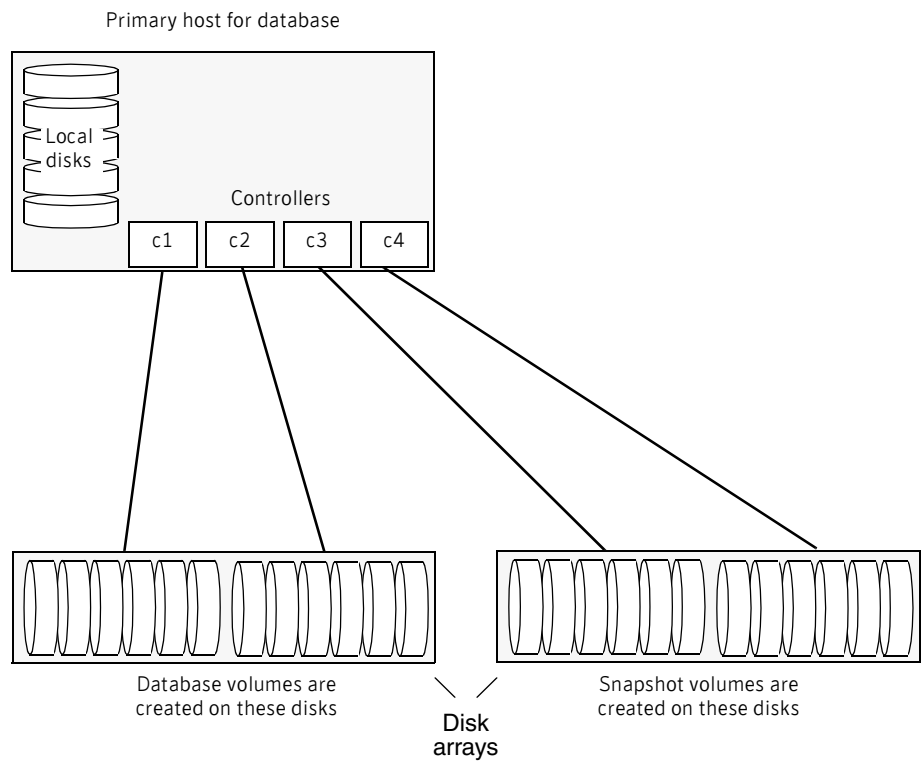 Primary host for database
Local
disks
Controllers
c1 c2 c3 c4
Database volumes are
created on these disks
Snapshot volumes are
created on these disks
Disk
arrays